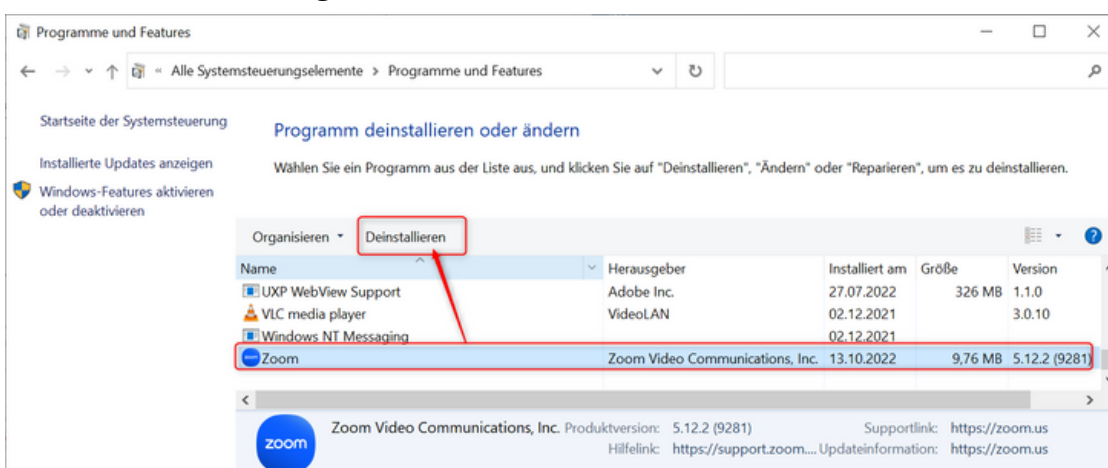 Programme und Features
« Alle Systemsteuerungselemente > Programme und Features
Startseite der Systemsteuerung
Installierte Updates anzeigen
Windows-Features aktivieren
oder deaktivieren
Programm deinstallieren oder ändern
Wählen Sie ein Programm aus der Liste aus, und klicken Sie auf "Deinstallieren", "Ändern" oder "Reparieren", um es zu deinstallieren.
Organisieren Deinstallieren
Name Herausgeber Installiert am Größe Version
UXP WebView Support Adobe Inc. 27.07.2022 326 MB 1.1.0
VLC media player VideoLAN 02.12.2021 3.0.10
Windows NT Messaging 02.12.2021
Zoom Zoom Video Communications, Inc. 13.10.2022 9,76 MB 5.12.2 (9281)
zoom
Zoom Video Communications, Inc. Produktversion: 5.12.2 (9281) Supportlink: https://zoom.us
Hilfelink: https://support.zoom.... Updateinformation: https://zoom.us